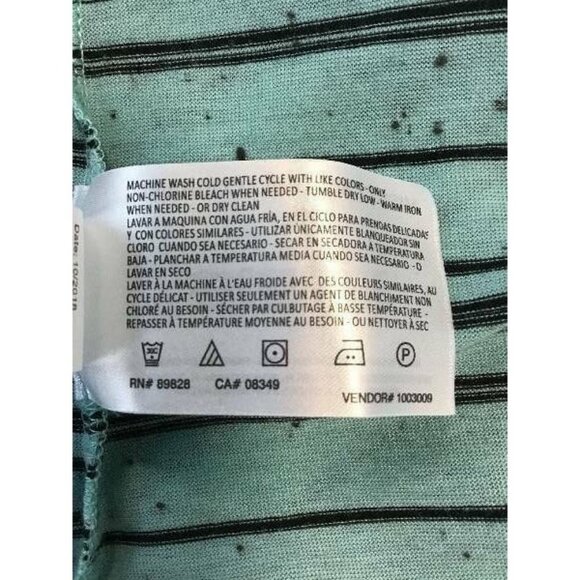 MACHINE WASH COLD GENTLE CYCLE WITH LIKE COLORS - ONLY
NON-CHLORINE BLEACH WHEN NEEDED - TUMBLE DRY LOW - WARM IRON
WHEN NEEDED - OR DRY CLEAN
LAVAR A MAQUINA CON AGUA FRÍA, EN EL CICLO PARA PRENDAS DELICADAS
Y CON COLORES SIMILARES - UTILIZAR ÚNICAMENTE BLANQUEADOR SIN
CLORO CUANDO SEA NECESARIO - SECAR EN SECADORA A TEMPERATURA
BAJA - PLANCHAR A TEMPERATURA MEDIA CUANDO SEA NECESARIO - O
LAVAR EN SECO
LAVER À LA MACHINE À L'EAU FROIDE AVEC DES COULEURS SIMILAIRES, AU
CYCLE DÉLICAT - UTILISER SEULEMENT UN AGENT DE BLANCHIMENT NON
CHLORÉ AU BESOIN - SÉCHER PAR CULBUTAGE À BASSE TEMPÉRATURE -
REPASSER À TEMPÉRATURE MOYENNE AU BESOIN - OU NETTOYER À SEC
P
RN# 89828 CA# 08349
VENDOR# 1003009
Date: 10/2018